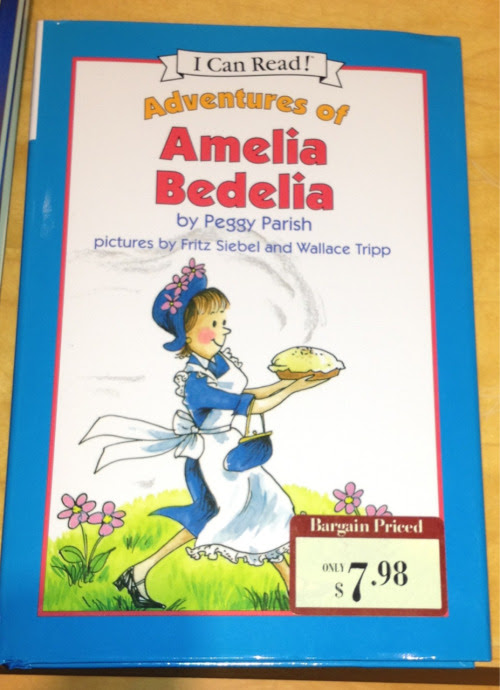 I Can Read!™
Adventures of
Amelia
Bedelia
by Peggy Parish
pictures by Fritz Siebel and Wallace Tripp
Bargain Priced
ONLY $7.98